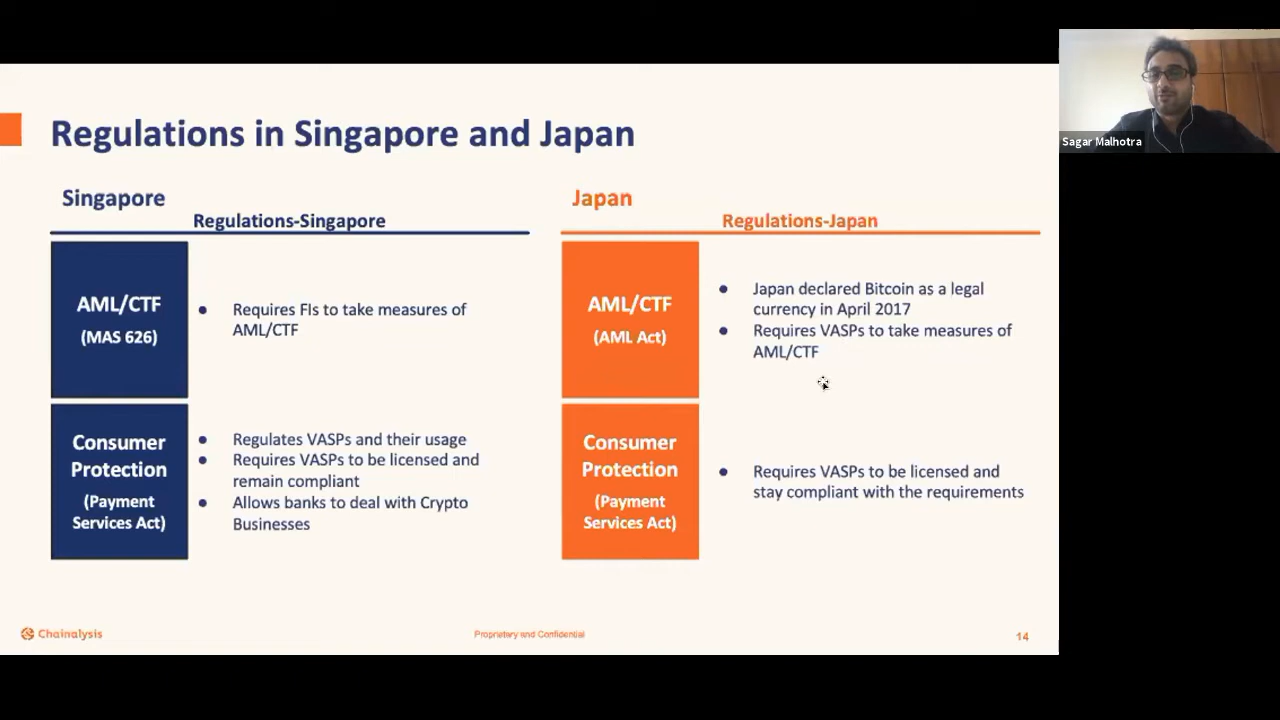 Regulations in Singapore and Japan
Singapore
Regulations-Singapore
AML/CTF
(MAS 626)
● Requires FIs to take measures of
AML/CTF
Consumer
Protection
(Payment
Services Act)
● Regulates VASPs and their usage
● Requires VASPs to be licensed and
remain compliant
● Allows banks to deal with Crypto
Businesses
Japan
Regulations-Japan
AML/CTF
(AML Act)
● Japan declared Bitcoin as a legal
currency in April 2017
● Requires VASPs to take measures of
AML/CTF
Consumer
Protection
(Payment
Services Act)
● Requires VASPs to be licensed and
stay compliant with the requirements
Chainalysis
Proprietary and Confidential
14
Sagar Malhotra